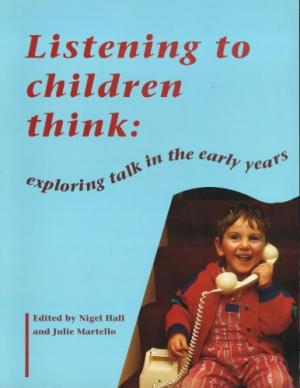 Listening to
children
think:
exploring talk in the early years
Edited by Nigel Hall
and Julie Martello